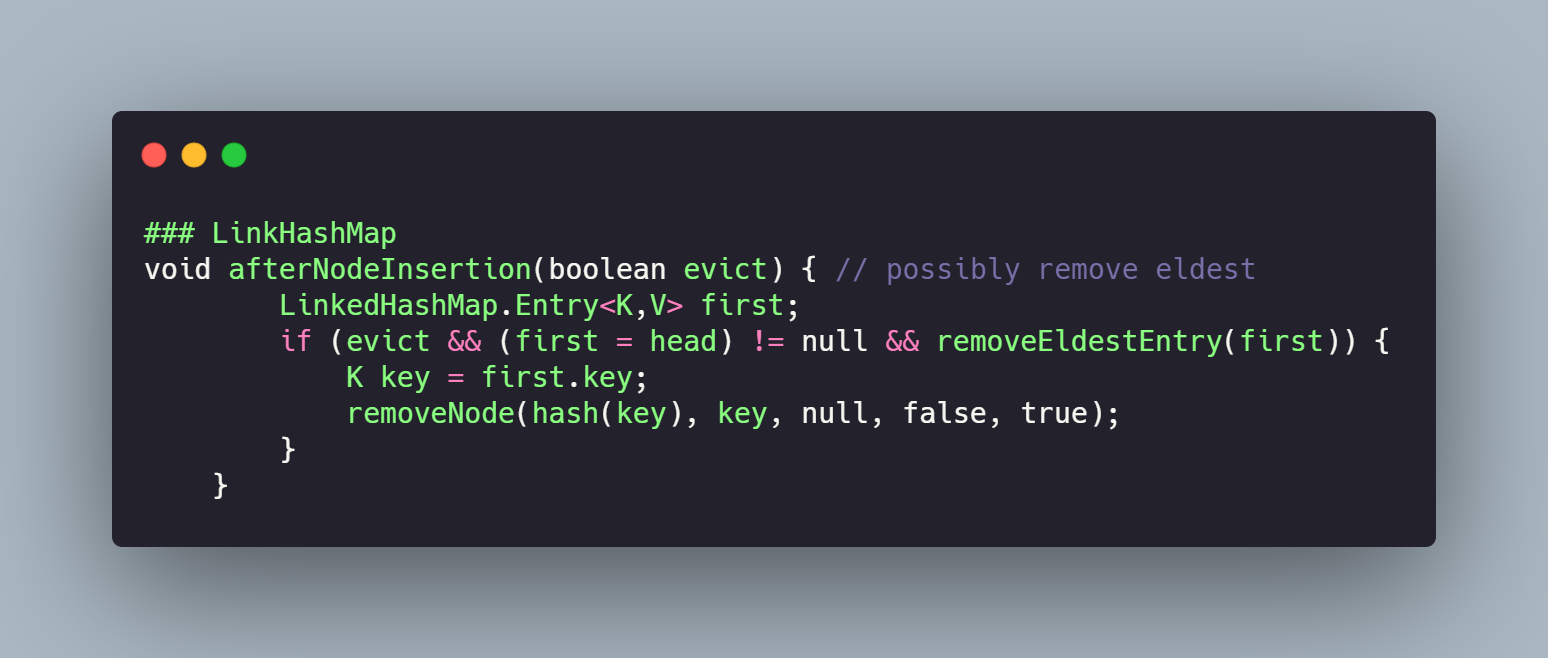 ### LinkHashMap
void afterNodeInsertion(boolean evict) { // possibly remove eldest
        LinkedHashMap.Entry<K,V> first;
        if (evict && (first = head) != null && removeEldestEntry(first)) {
            K key = first.key;
            removeNode(hash(key), key, null, false, true);
        }
    }